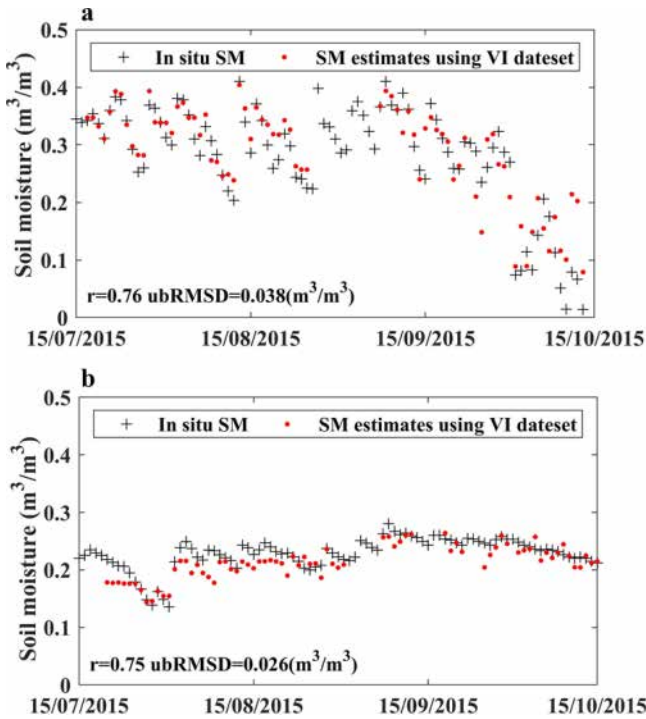 a
+ In situ SM • SM estimates using VI dateset
Soil moisture (m³/m³)
0.5
0.4
0.3
0.2
0.1
0
r=0.76 ubRMSD=0.038(m³/m³)
15/07/2015 15/08/2015 15/09/2015 15/10/2015
b
+ In situ SM • SM estimates using VI dateset
Soil moisture (m³/m³)
0.5
0.4
0.3
0.2
0.1
0
r=0.75 ubRMSD=0.026(m³/m³)
15/07/2015 15/08/2015 15/09/2015 15/10/2015